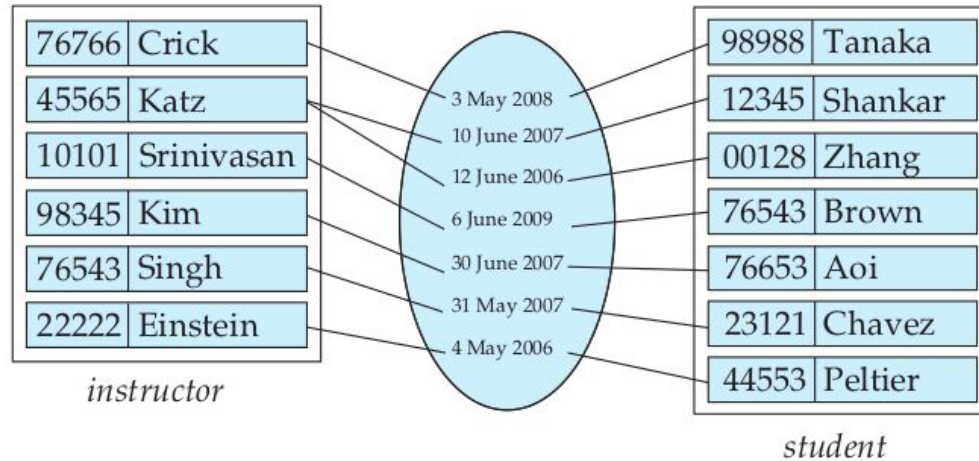 76766 Crick
45565 Katz
10101 Srinivasan
98345 Kim
76543 Singh
22222 Einstein
instructor
3 May 2008
10 June 2007
12 June 2006
6 June 2009
30 June 2007
31 May 2007
4 May 2006
98988 Tanaka
12345 Shankar
00128 Zhang
76543 Brown
76653 Aoi
23121 Chavez
44553 Peltier
student